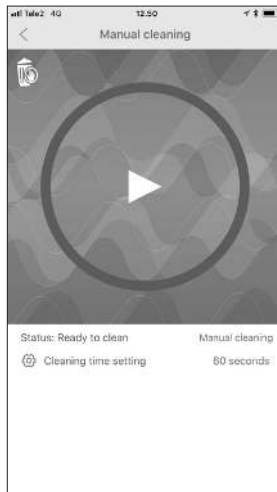 Tele2 4G 12.50
Manual cleaning
Status: Ready to clean Manual cleaning
Cleaning time setting 60 seconds